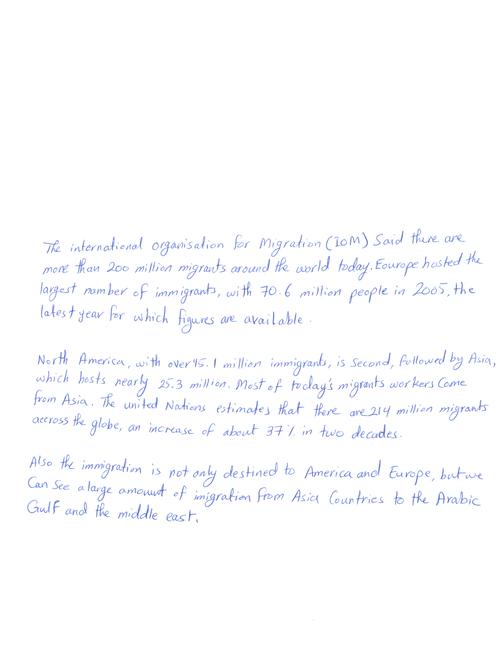 The international organisation for Migration (IOM) Said there are
more than 200 million migrants around the world today. Eourope hosted the
largest number of immigrants, with 70.6 million people in 2005, the
latest year for which figures are available.
North America, with over 45.1 million immigrants, is Second, followed by Asia,
which hosts nearly 25.3 million. Most of today's migrants workers Come
from Asia. The united Nations estimates that there are 214 million migrants
accross the globe, an increase of about 37% in two decades.
Also the immigration is not only destined to America and Europe, but we
Can See a large amount of imigration from Asia Countries to the Arabic
Gulf and the middle east.